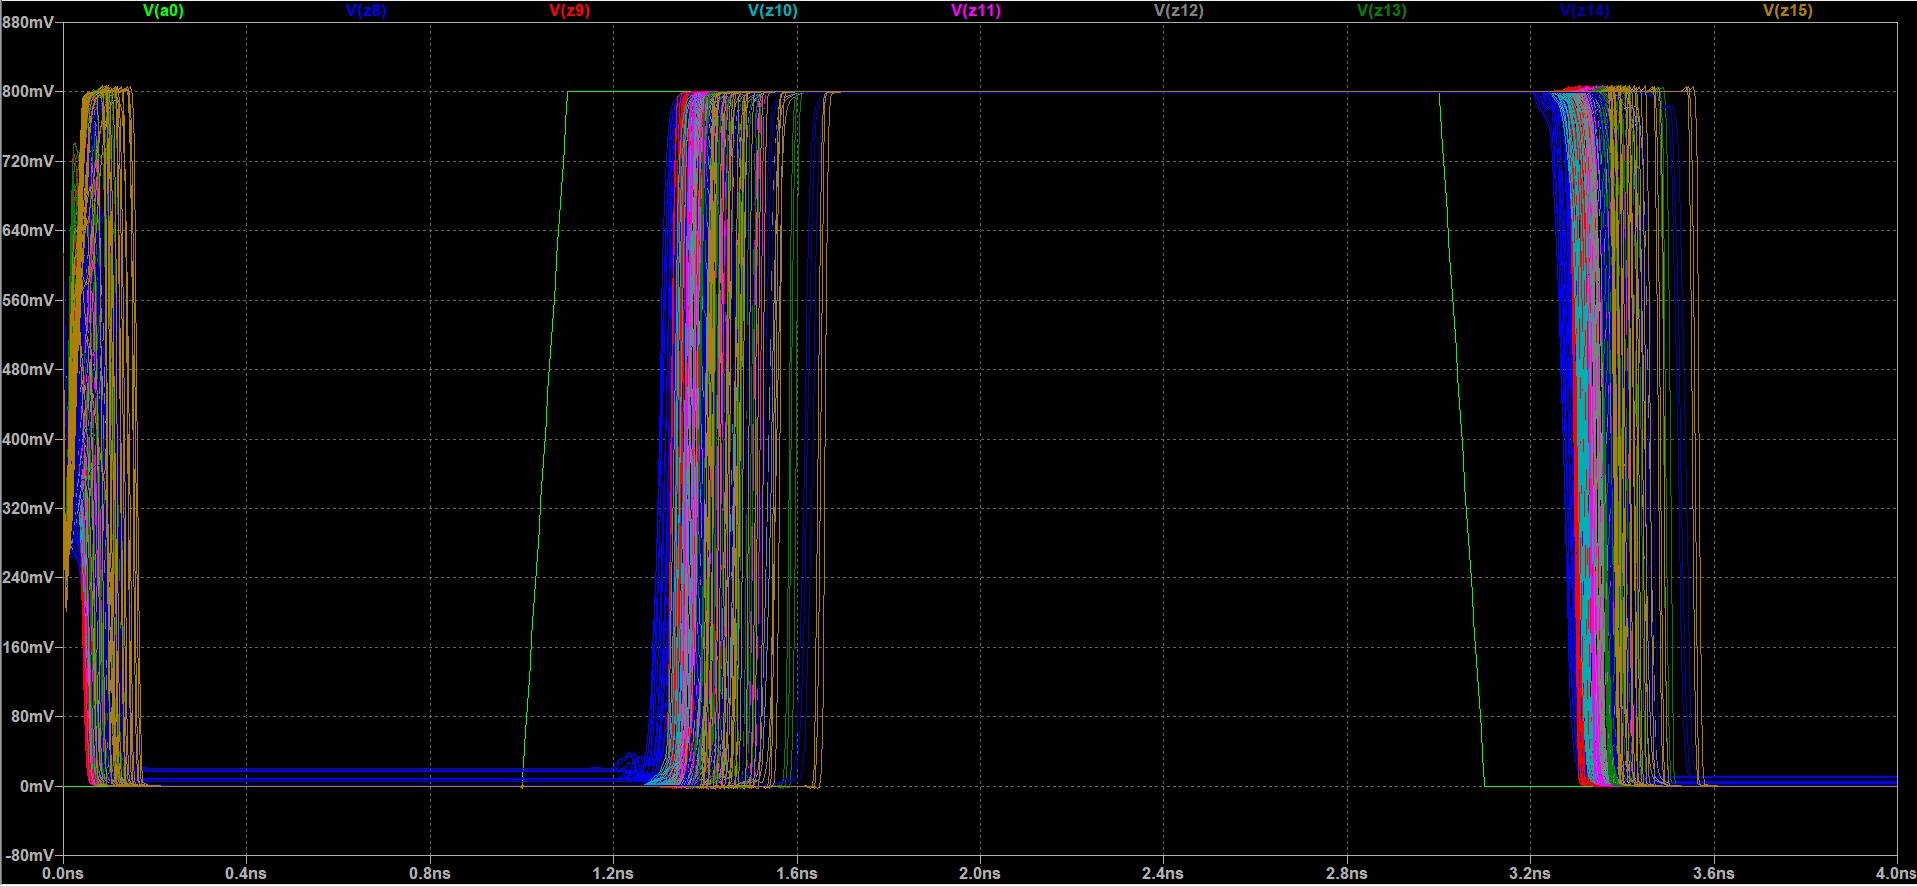 V(a0) V(z8) V(z9) V(z10) V(z11) V(z12) V(z13) V(z14) V(z15)
880mV
800mV
720mV
640mV
560mV
480mV
400mV
320mV
240mV
160mV
80mV
0mV
-80mV
0.0ns 0.4ns 0.8ns 1.2ns 1.6ns 2.0ns 2.4ns 2.8ns 3.2ns 3.6ns 4.0ns